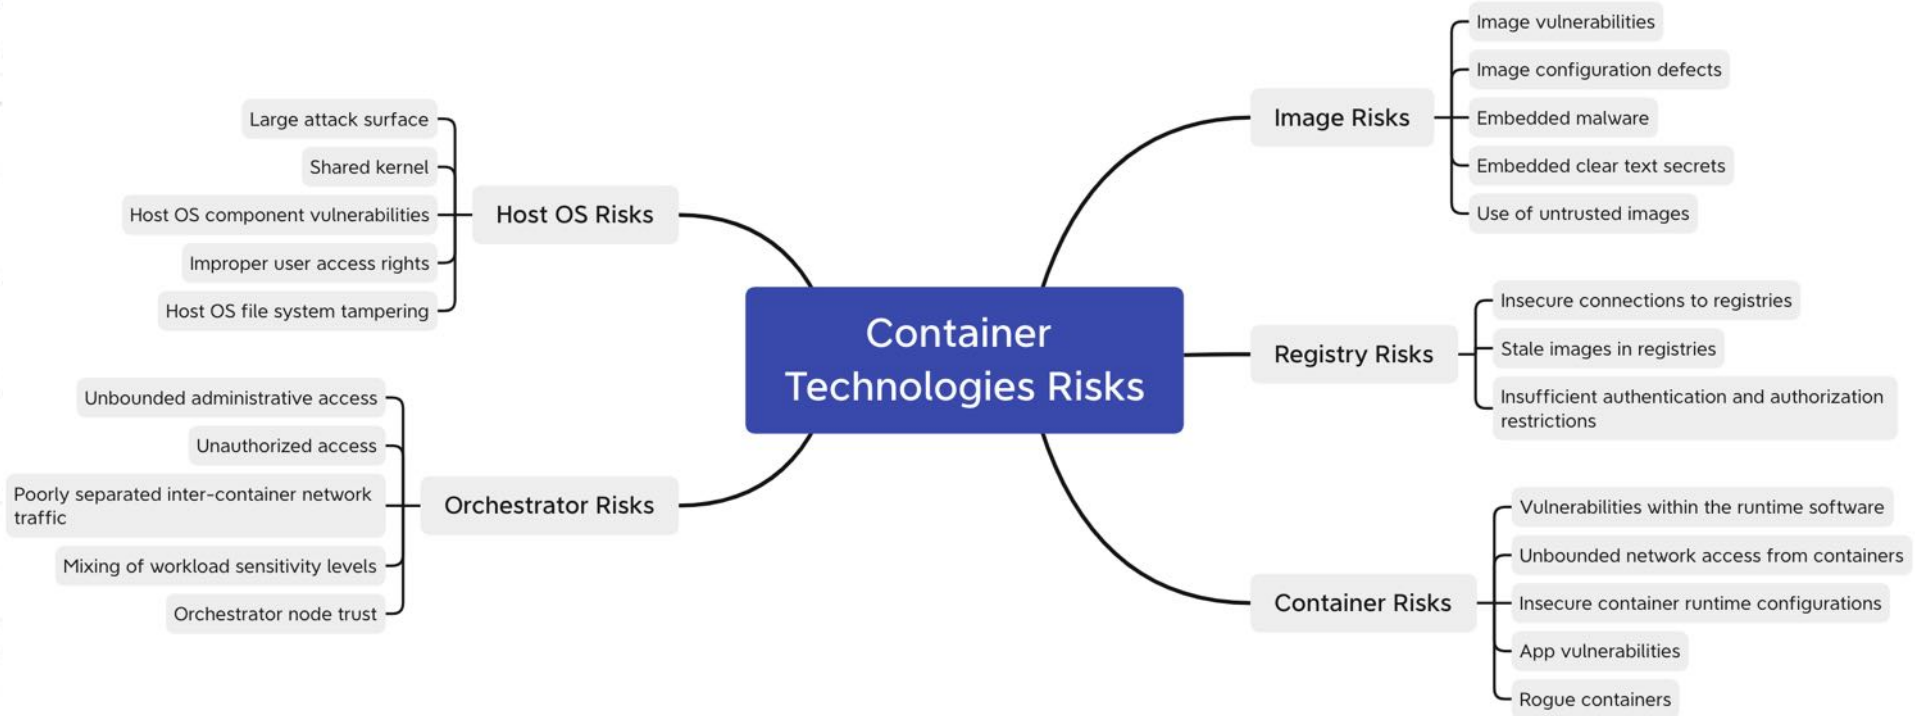 Container
Technologies Risks
Image Risks
Image vulnerabilities
Image configuration defects
Embedded malware
Embedded clear text secrets
Use of untrusted images
Registry Risks
Insecure connections to registries
Stale images in registries
Insufficient authentication and authorization
restrictions
Container Risks
Vulnerabilities within the runtime software
Unbounded network access from containers
Insecure container runtime configurations
App vulnerabilities
Rogue containers
Host OS Risks
Large attack surface
Shared kernel
Host OS component vulnerabilities
Improper user access rights
Host OS file system tampering
Orchestrator Risks
Unbounded administrative access
Unauthorized access
Poorly separated inter-container network
traffic
Mixing of workload sensitivity levels
Orchestrator node trust